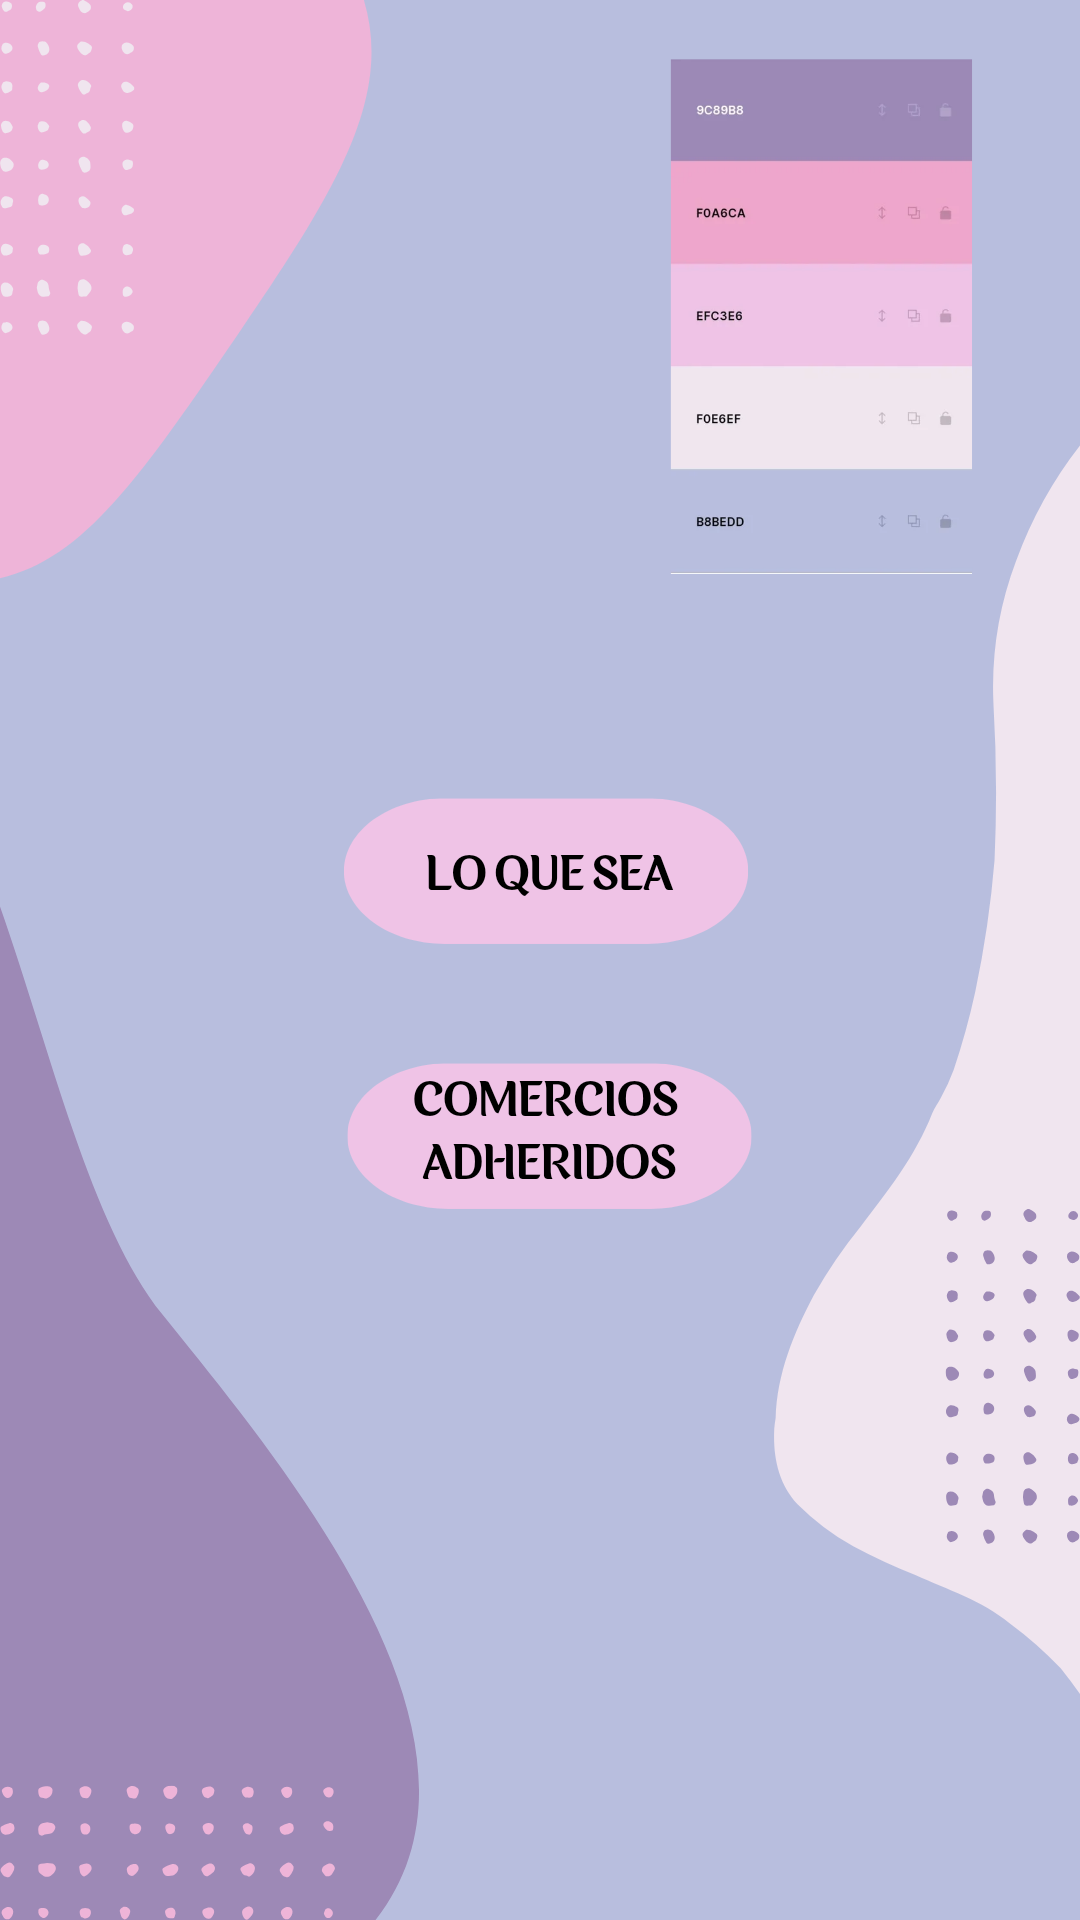 9C89B8
F0A6CA
EFC3E6
F0E6EF
B8BEDD
LO QUE SEA
COMERCIOS
ADHERIDOS